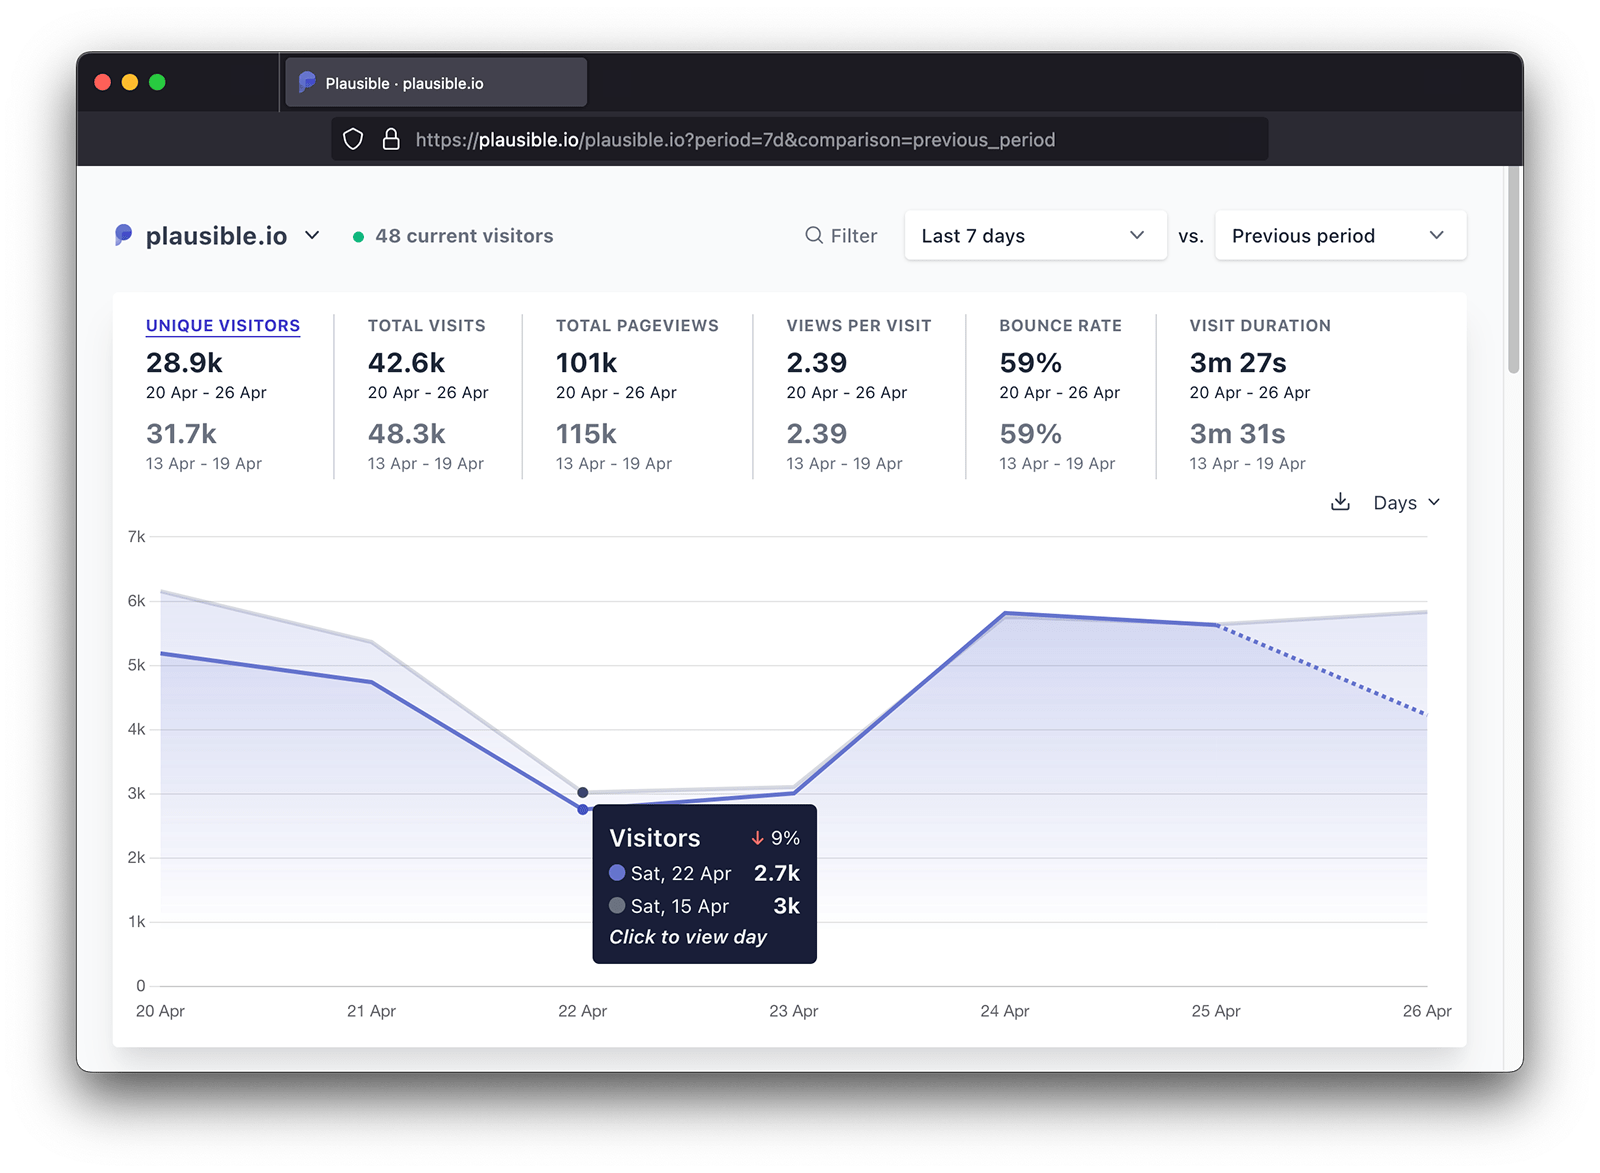 Plausible · plausible.io
https://plausible.io/plausible.io?period=7d&comparison=previous_period
plausible.io
48 current visitors
Filter
Last 7 days
vs.
Previous period
UNIQUE VISITORS
28.9k
20 Apr - 26 Apr
31.7k
13 Apr - 19 Apr
TOTAL VISITS
42.6k
20 Apr - 26 Apr
48.3k
13 Apr - 19 Apr
TOTAL PAGEVIEWS
101k
20 Apr - 26 Apr
115k
13 Apr - 19 Apr
VIEWS PER VISIT
2.39
20 Apr - 26 Apr
2.39
13 Apr - 19 Apr
BOUNCE RATE
59%
20 Apr - 26 Apr
59%
13 Apr - 19 Apr
VISIT DURATION
3m 27s
20 Apr - 26 Apr
3m 31s
13 Apr - 19 Apr
Days
7k
6k
5k
4k
3k
2k
1k
0
Visitors ↓ 9%
Sat, 22 Apr 2.7k
Sat, 15 Apr 3k
Click to view day
20 Apr
21 Apr
22 Apr
23 Apr
24 Apr
25 Apr
26 Apr